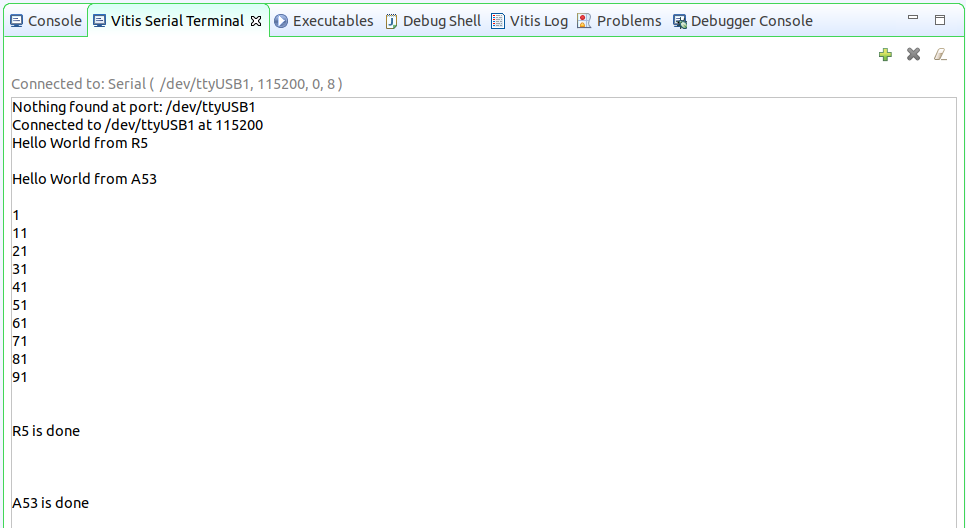 Console Vitis Serial Terminal Executables Debug Shell Vitis Log Problems Debugger Console
Connected to: Serial ( /dev/ttyUSB1, 115200, 0, 8 )
Nothing found at port: /dev/ttyUSB1
Connected to /dev/ttyUSB1 at 115200
Hello World from R5
Hello World from A53
1
11
21
31
41
51
61
71
81
91
R5 is done
A53 is done